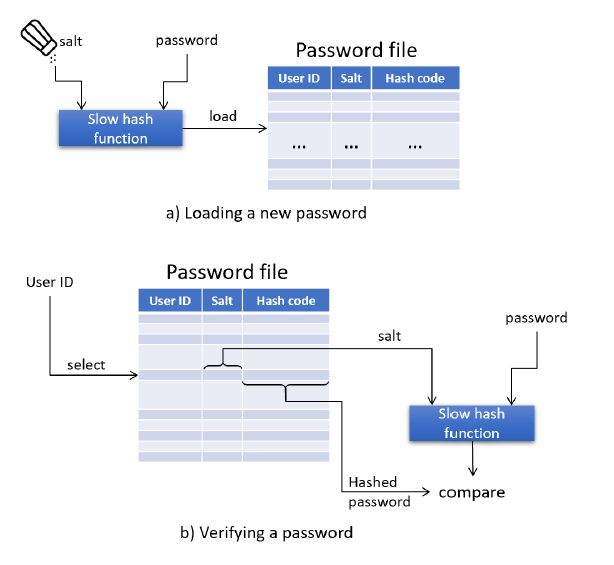 salt
password
Password file
User ID Salt Hash code
Slow hash
function
load
... ... ...
a) Loading a new password
Password file
User ID
User ID Salt Hash code
salt
password
select
Slow hash
function
Hashed
password
compare
b) Verifying a password